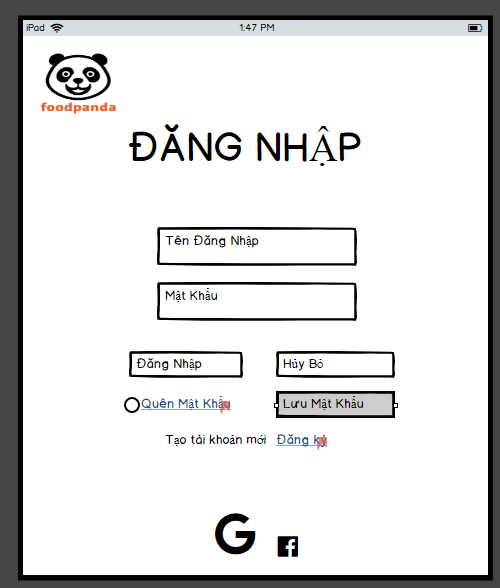 iPad 1:47 PM
foodpanda
ĐĂNG NHẬP
Tên Đăng Nhập
Mật Khẩu
Đăng Nhập Hủy Bỏ
Quên Mật Khẩu Lưu Mật Khẩu
Tạo tài khoản mới Đăng ký